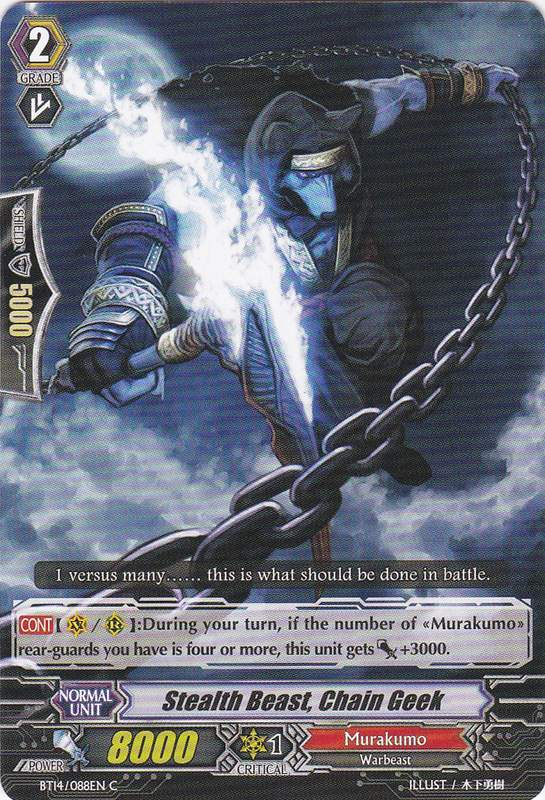 2
GRADE
SHIELD
5000
1 versus many...... this is what should be done in battle.
CONT【 V / R 】:During your turn, if the number of «Murakumo»
rear-guards you have is four or more, this unit gets +3000.
NORMAL UNIT
Stealth Beast, Chain Geek
POWER 8000 1 CRITICAL
Murakumo
Warbeast
BT14/088EN C
ILLUST / 木下勇樹